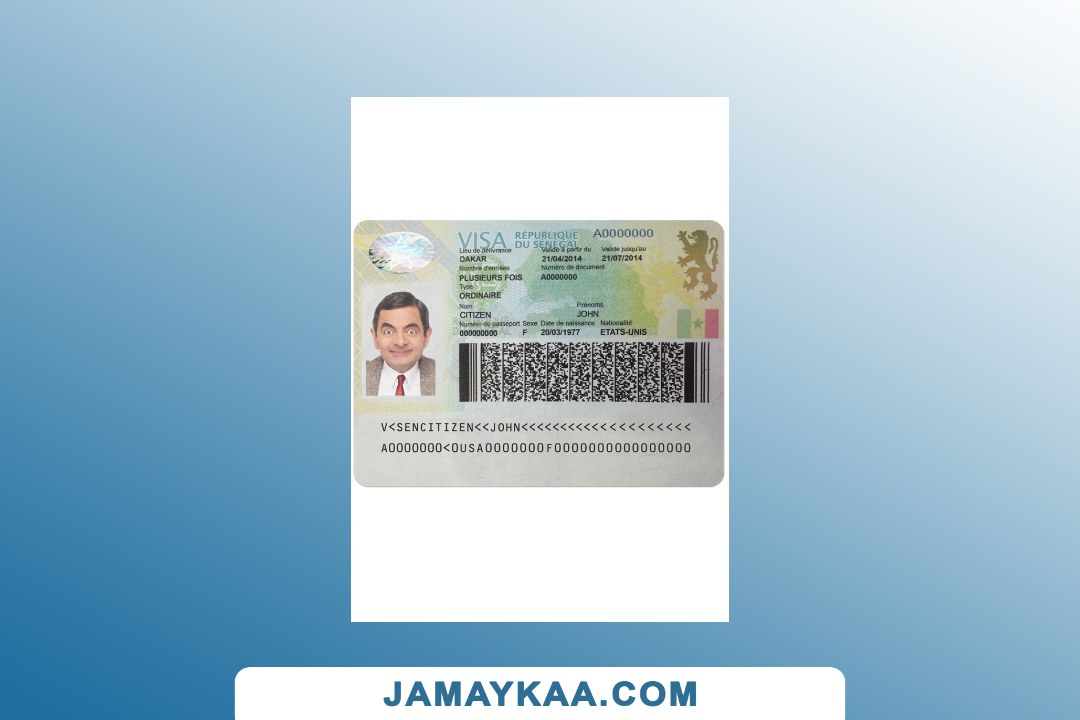 VISA RÉPUBLIQUE DU SÉNÉGAL A0000000
Lieu de délivrance Valide à partir du Valide jusqu'au
DAKAR 21/04/2014 21/07/2014
Nombre d'entrées Numéro de document
PLUSIEURS FOIS A0000000
Type
ORDINAIRE
Nom Prénoms
CITIZEN JOHN
Numéro de passeport Sexe Date de naissance Nationalité
000000000 F 20/03/1977 ETATS-UNIS
V<SENCITIZEN<<JOHN<<<<<<<<<<<<<<<<<<<<<<
A0000000<0USA0000000F0000000000000000
JAMAYKAA.COM